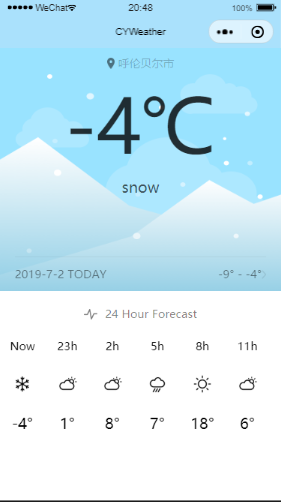 WeChat 20:48 100%
CYWeather
呼伦贝尔市
-4℃
snow
2019-7-2 TODAY -9° - -4°
24 Hour Forecast
Now 23h 2h 5h 8h 11h
-4° 1° 8° 7° 18° 6°